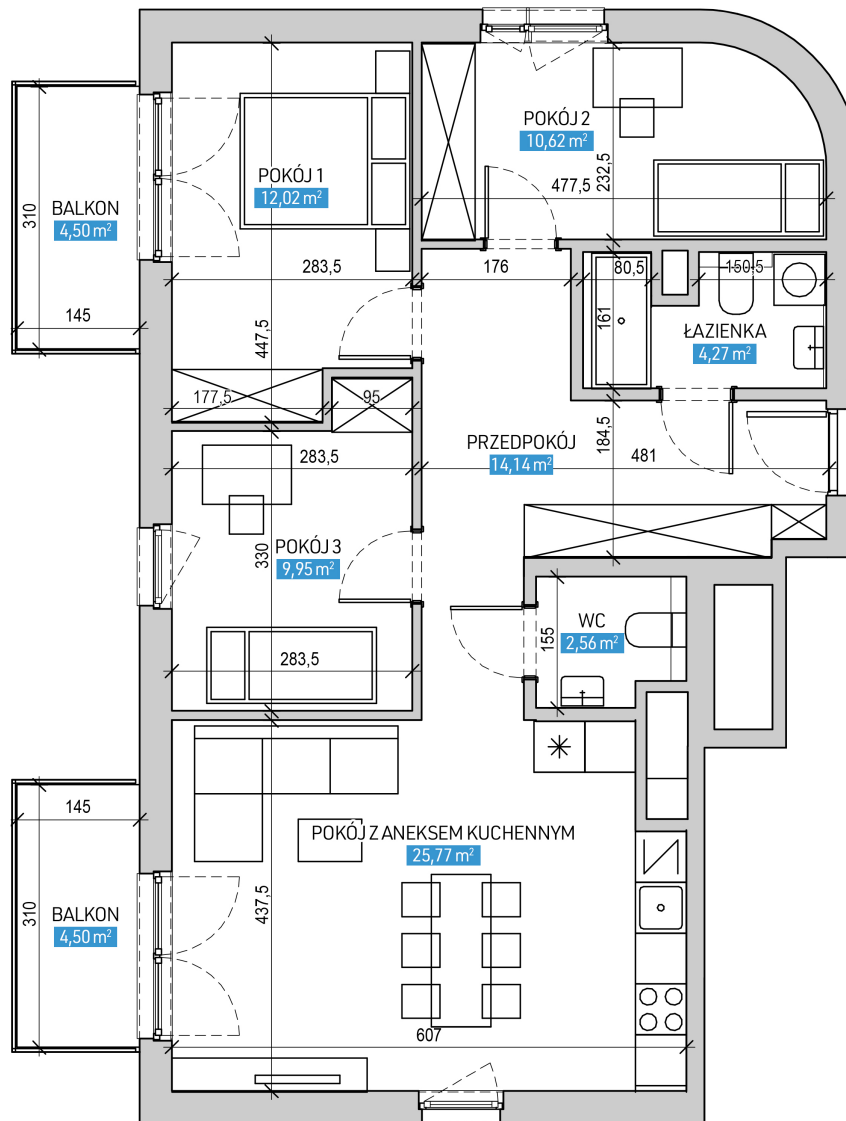 POKÓJ 2
10,62 m²
232,5
477,5
POKÓJ 1
12,02 m²
BALKON
4,50 m²
310
145
283,5
447,5
176
80,5
150,5
161
ŁAZIENKA
4,27 m²
177,5
95
283,5
PRZEDPOKÓJ
14,14 m²
184,5
481
330
POKÓJ 3
9,95 m²
283,5
WC
2,56 m²
155
145
310
BALKON
4,50 m²
POKÓJ Z ANEKSEM KUCHENNYM
25,77 m²
437,5
607